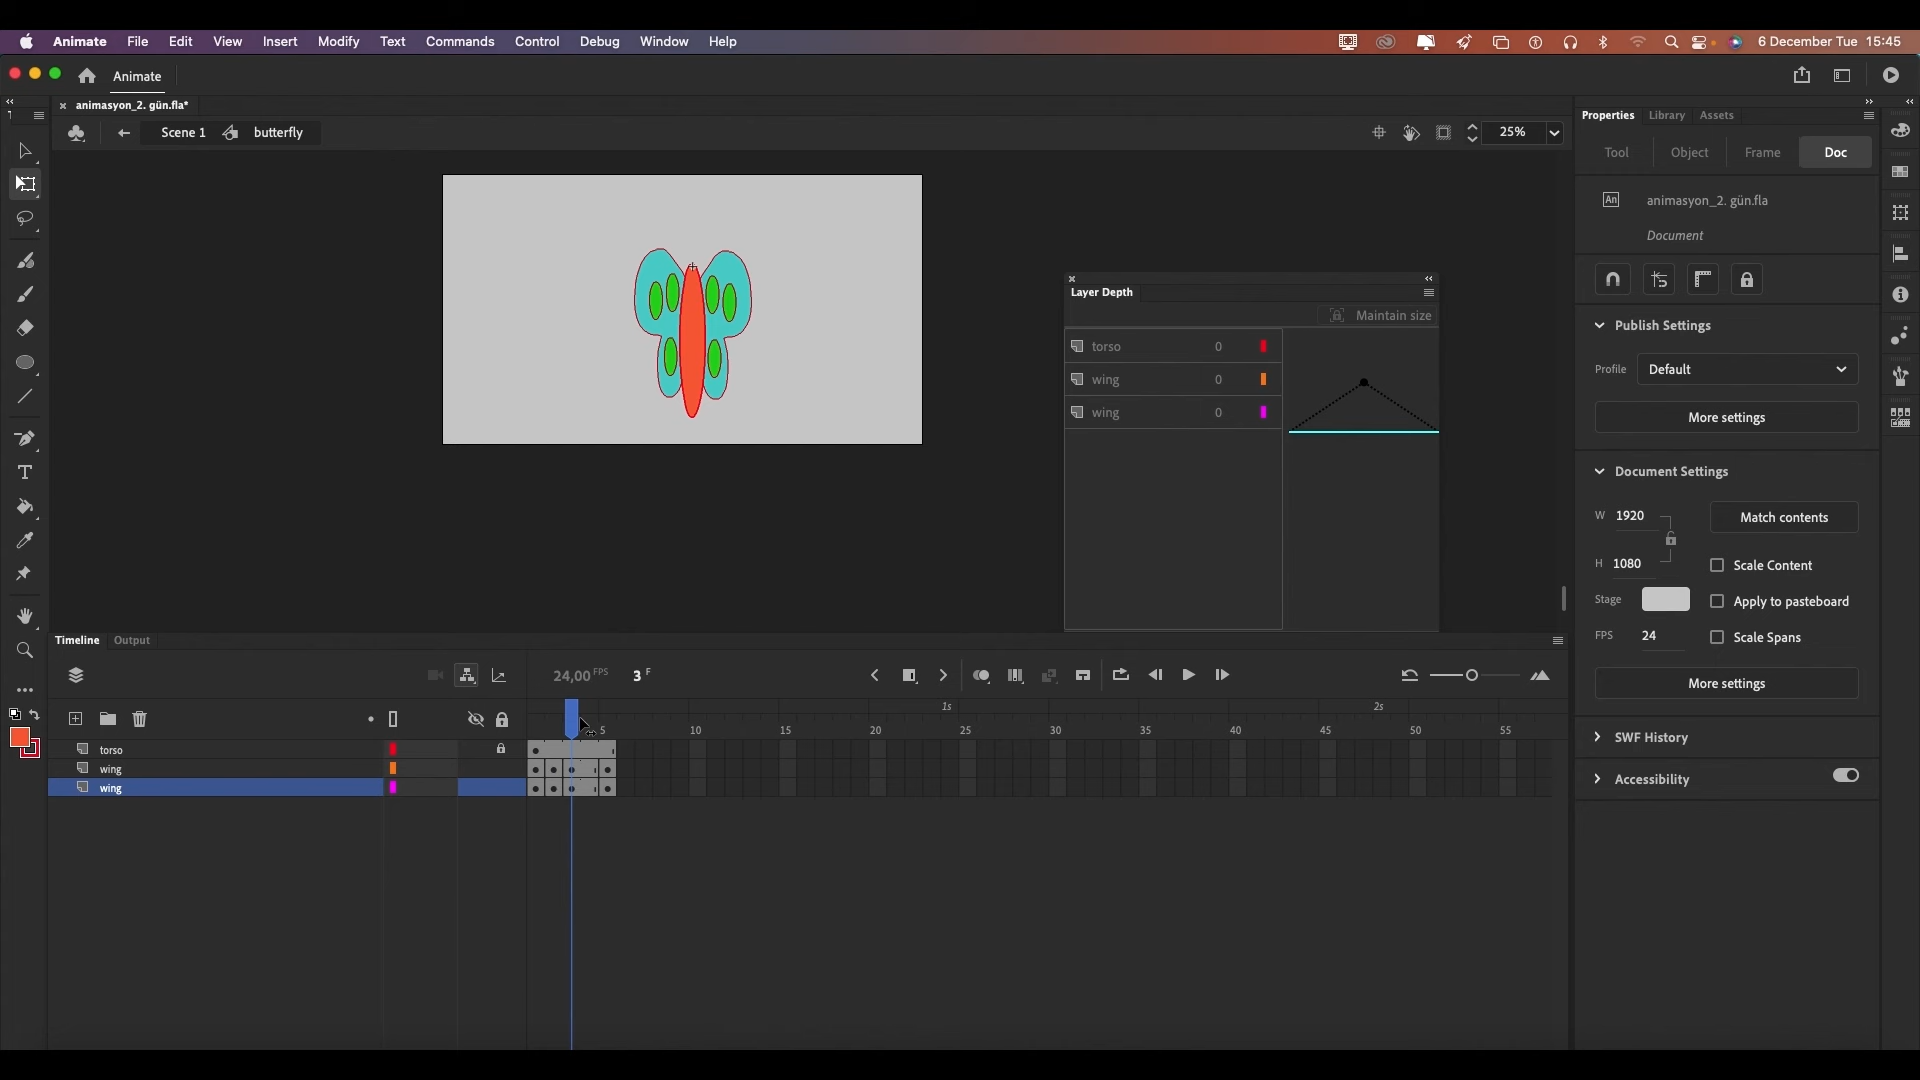 Animate File Edit View Insert Modify Text Commands Control Debug Window Help 6 December Tue 15:45
Animate
animasyon_2. gün.fla*
Scene 1 butterfly 25%
Properties Library Assets
Tool Object Frame Doc
An animasyon_2. gün.fla
Document
Layer Depth
Maintain size
torso 0
wing 0
wing 0
Publish Settings
Profile Default
More settings
Document Settings
W 1920 Match contents
H 1080 Scale Content
Stage Apply to pasteboard
FPS 24 Scale Spans
More settings
SWF History
Accessibility
Timeline Output
24,00 FPS 3 F
1s 2s
5 10 15 20 25 30 35 40 45 50 55
torso
wing
wing